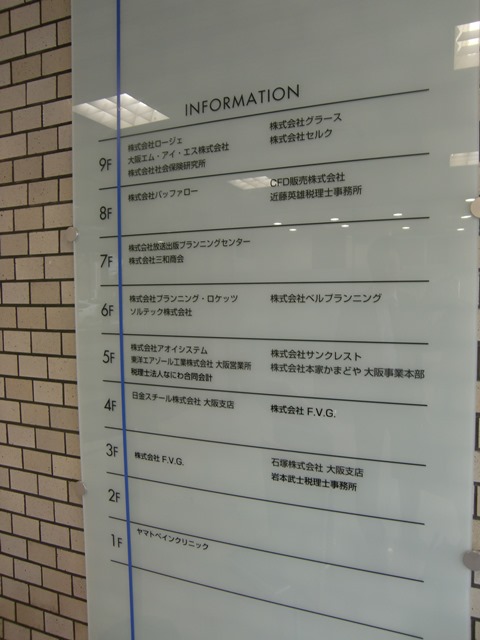 INFORMATION
9F
株式会社ロージェ
大阪エム・アイ・エス株式会社
株式会社社会保険研究所
株式会社グラース
株式会社セルク
8F
株式会社バッファロー
CFD販売株式会社
近藤英雄税理士事務所
7F
株式会社放送出版プランニングセンター
株式会社三和商会
6F
株式会社プランニング・ロケッツ
ソルテック株式会社
株式会社ベルプランニング
5F
株式会社アオイシステム
東洋エアゾール工業株式会社 大阪営業所
税理士法人なにわ合同会計
株式会社サンクレスト
株式会社本家かまどや 大阪事業本部
4F
日金スチール株式会社 大阪支店
株式会社 F.V.G.
3F
株式会社 F.V.G.
石塚株式会社 大阪支店
岩本武士税理士事務所
2F
1F
ヤマトペインクリニック